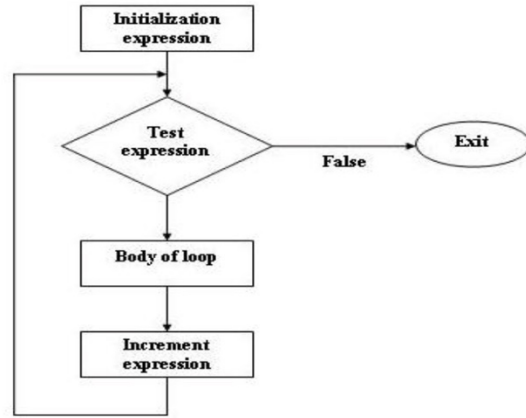 Initialization
expression
Test
expression
False
Exit
Body of loop
Increment
expression